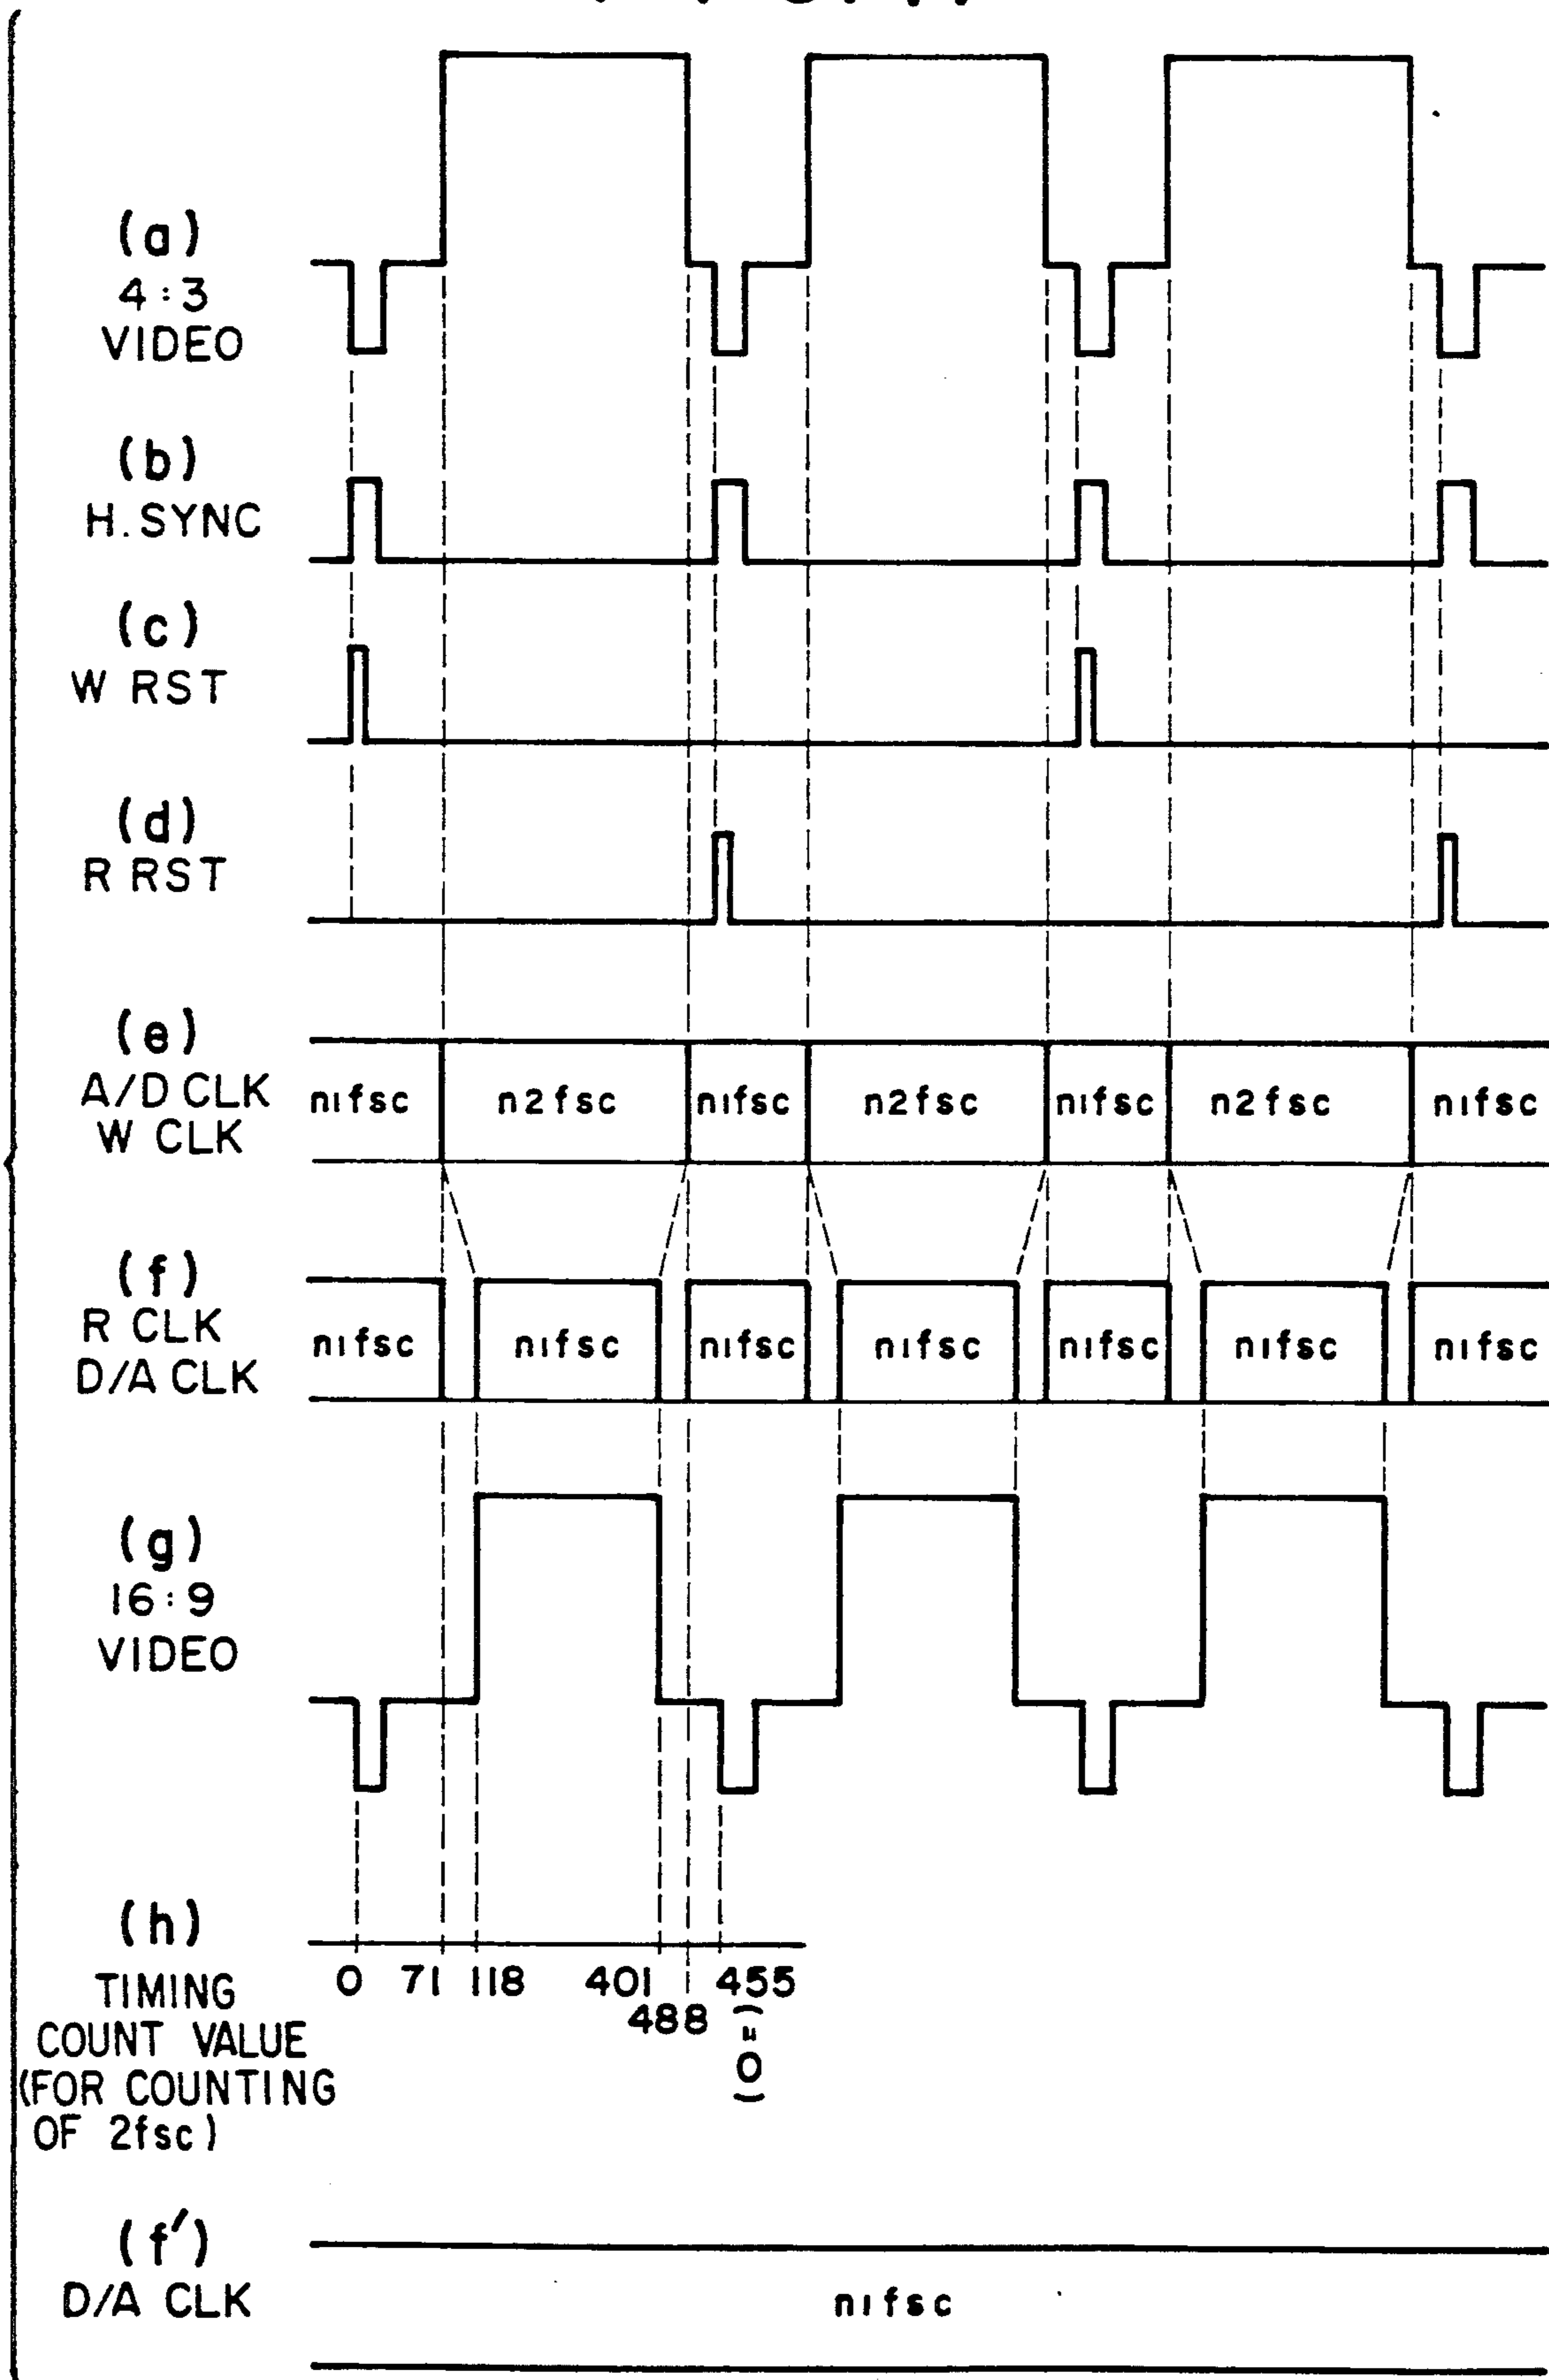 (a)
4:3
VIDEO
(b)
H.SYNC
(c)
W RST
(d)
R RST
(e)
A/D CLK
W CLK
n1fsc n2fsc n1fsc n2fsc n1fsc n2fsc n1fsc
(f)
R CLK
D/A CLK
n1fsc n1fsc n1fsc n1fsc n1fsc n1fsc n1fsc
(g)
16:9
VIDEO
(h)
TIMING
COUNT VALUE
(FOR COUNTING
OF 2fsc)
0 71 118 401 455
488 (=0)
(f')
D/A CLK
n1fsc